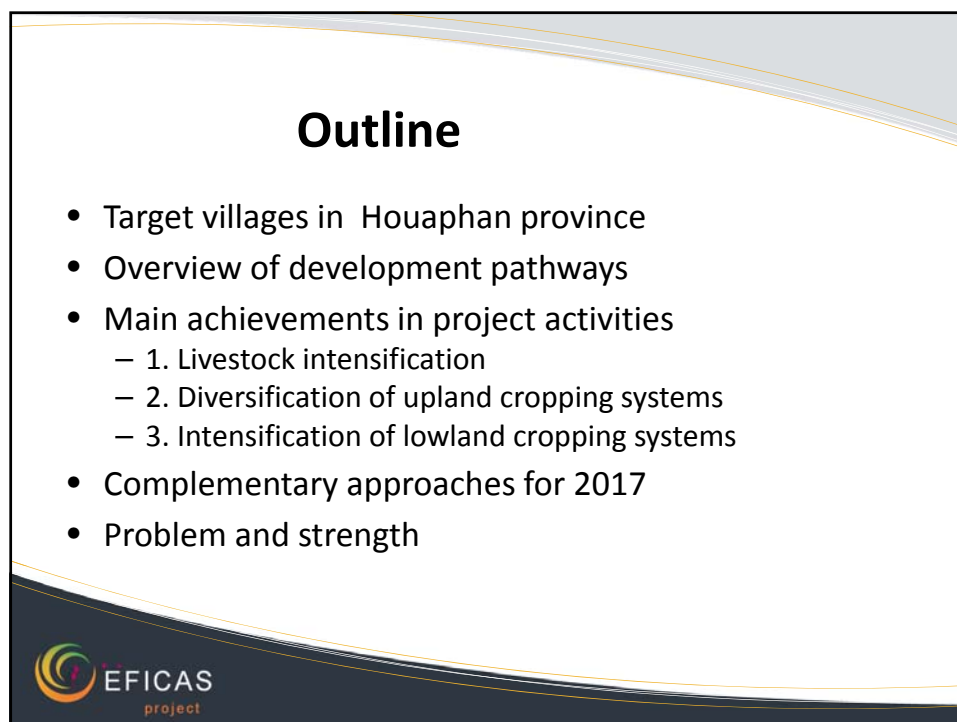 Outline
• Target villages in Houaphan province
• Overview of development pathways
• Main achievements in project activities
– 1. Livestock intensification
– 2. Diversification of upland cropping systems
– 3. Intensification of lowland cropping systems
• Complementary approaches for 2017
• Problem and strength
EFICAS
project